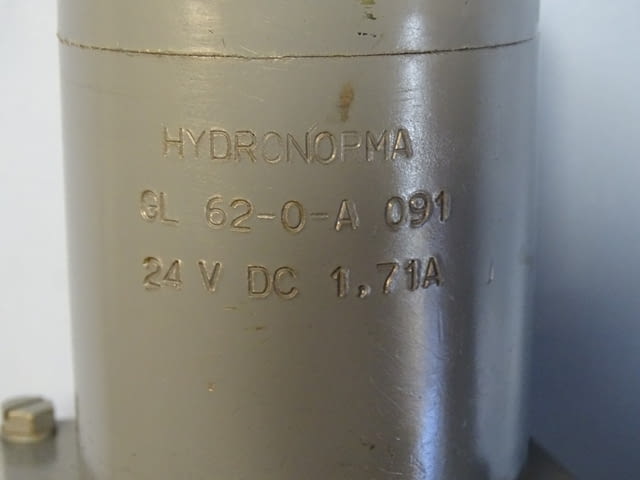 HYDRONORMA
GL 62-0-A 091
24 V DC 1,71A